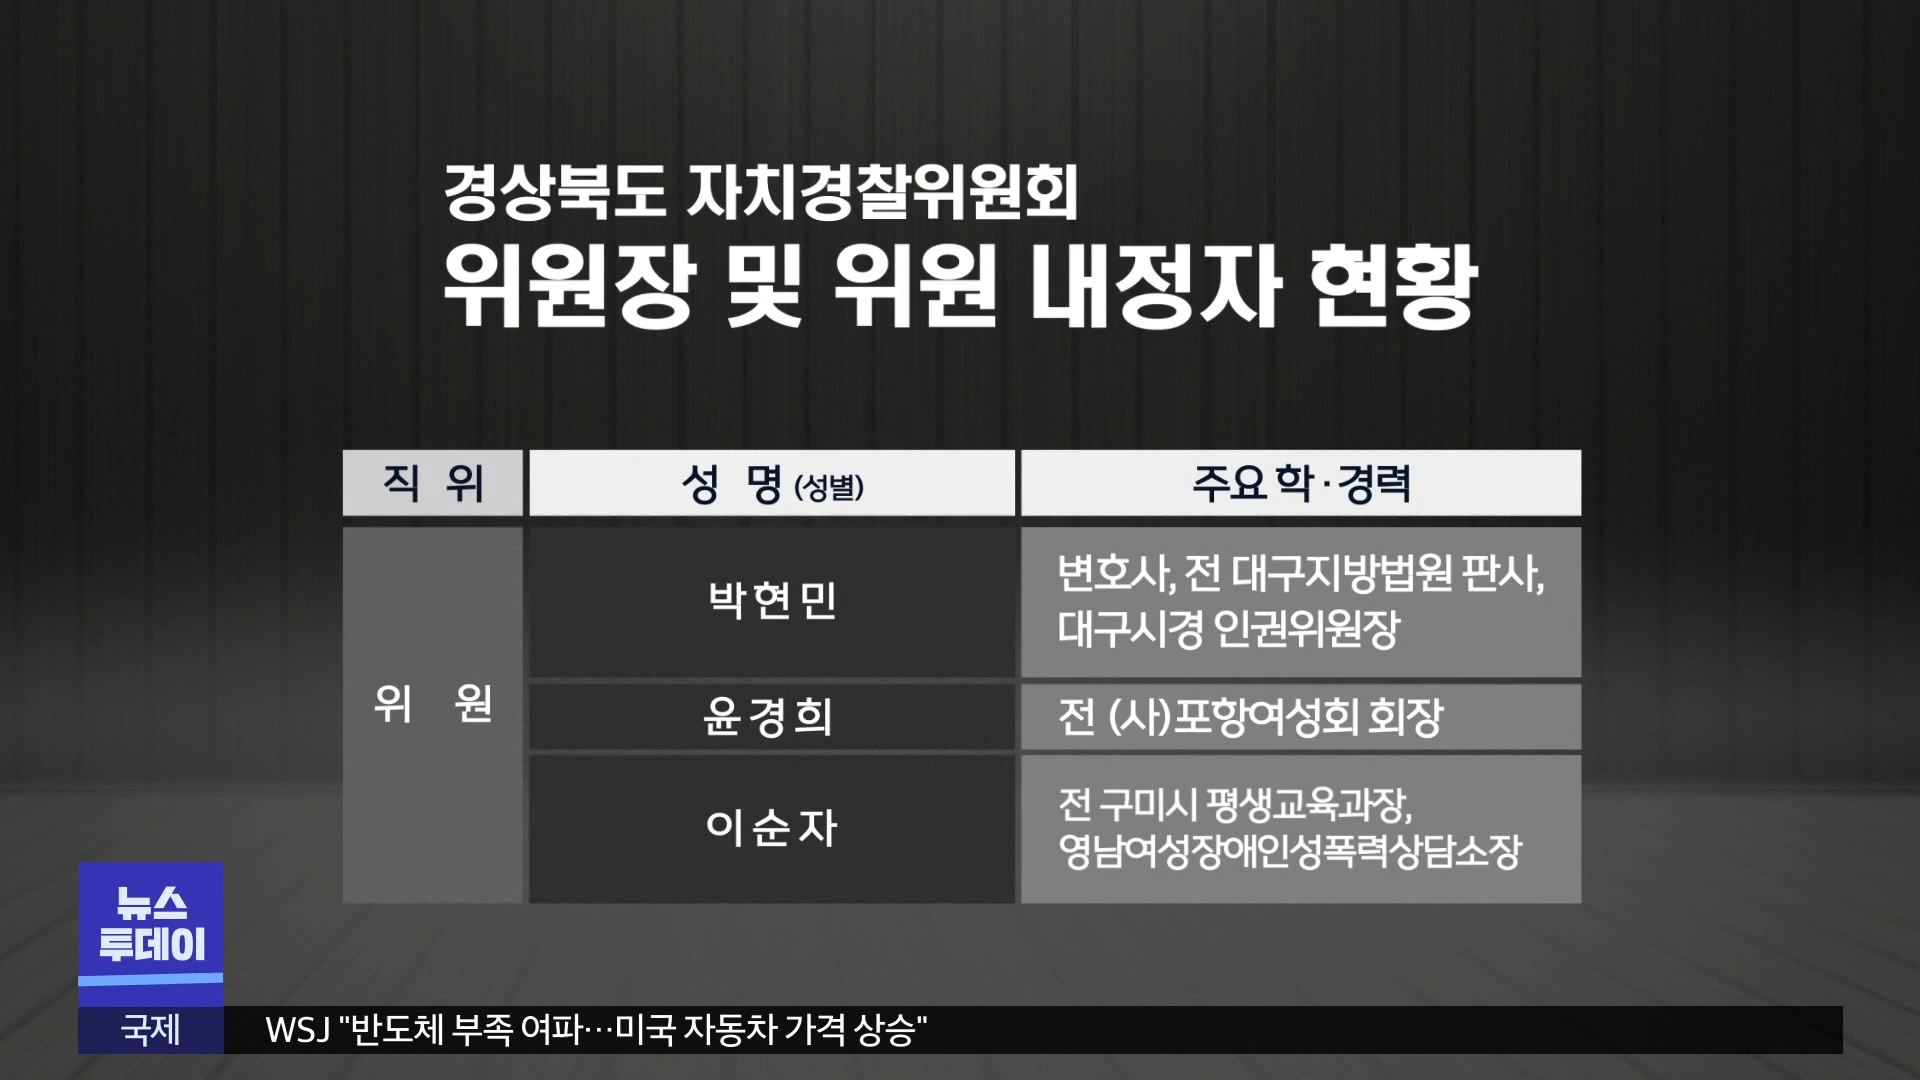 경상북도 자치경찰위원회
위원장 및 위원 내정자 현황
직 위 성 명 (성별) 주요 학·경력
위 원
박현민
변호사, 전 대구지방법원 판사,
대구시경 인권위원장
윤경희
전 (사)포항여성회 회장
이순자
전 구미시 평생교육과장,
영남여성장애인성폭력상담소장
뉴스
투데이
국제 WSJ "반도체 부족 여파…미국 자동차 가격 상승"